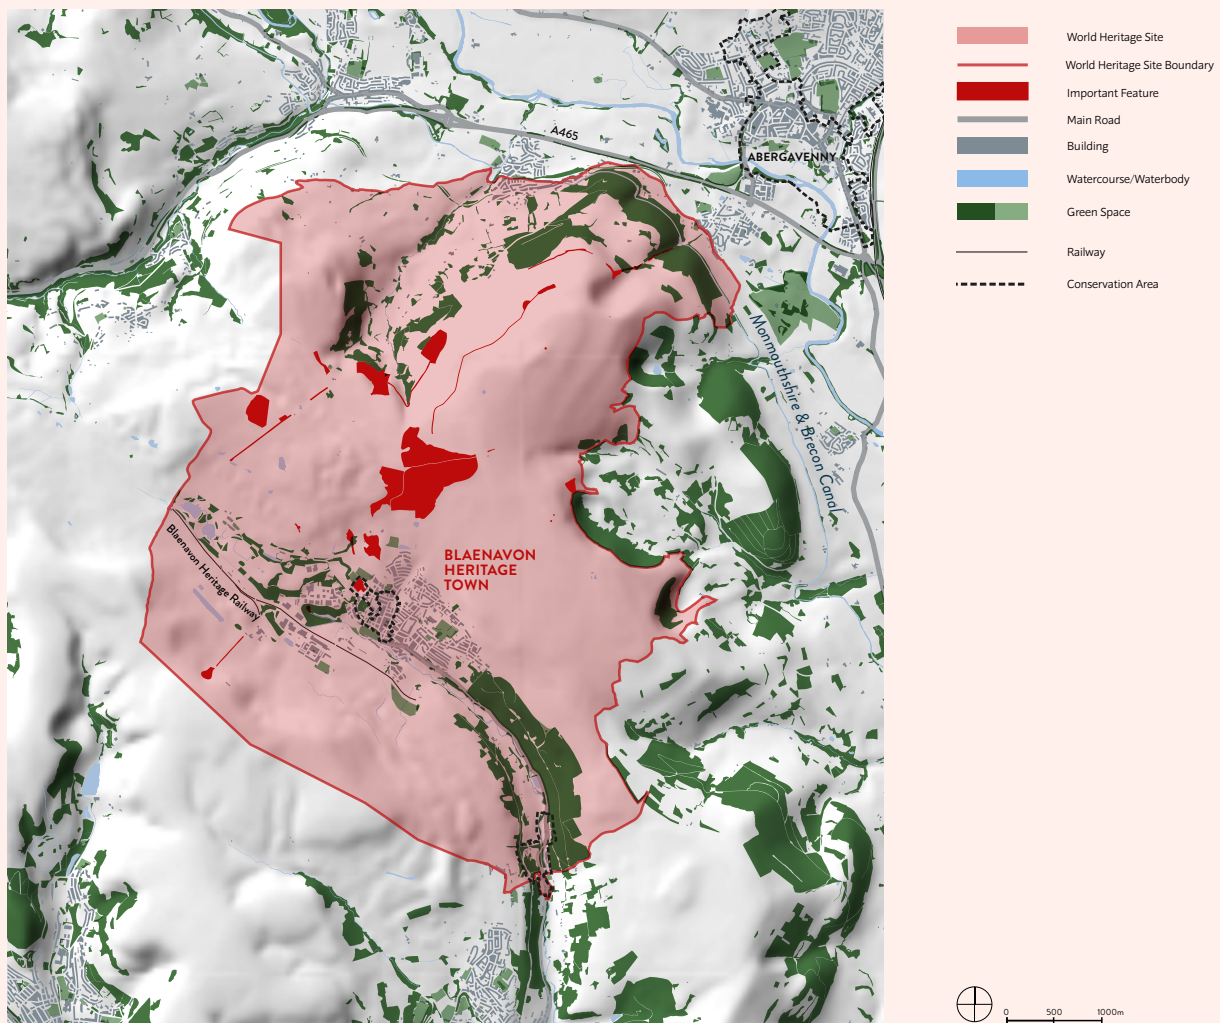 A465
ABERGAVENNY
Monmouthshire & Brecon Canal
Blaenavon Heritage Railway
BLAENAVON
HERITAGE
TOWN
World Heritage Site
World Heritage Site Boundary
Important Feature
Main Road
Building
Watercourse/Waterbody
Green Space
Railway
Conservation Area
0 500 1000m